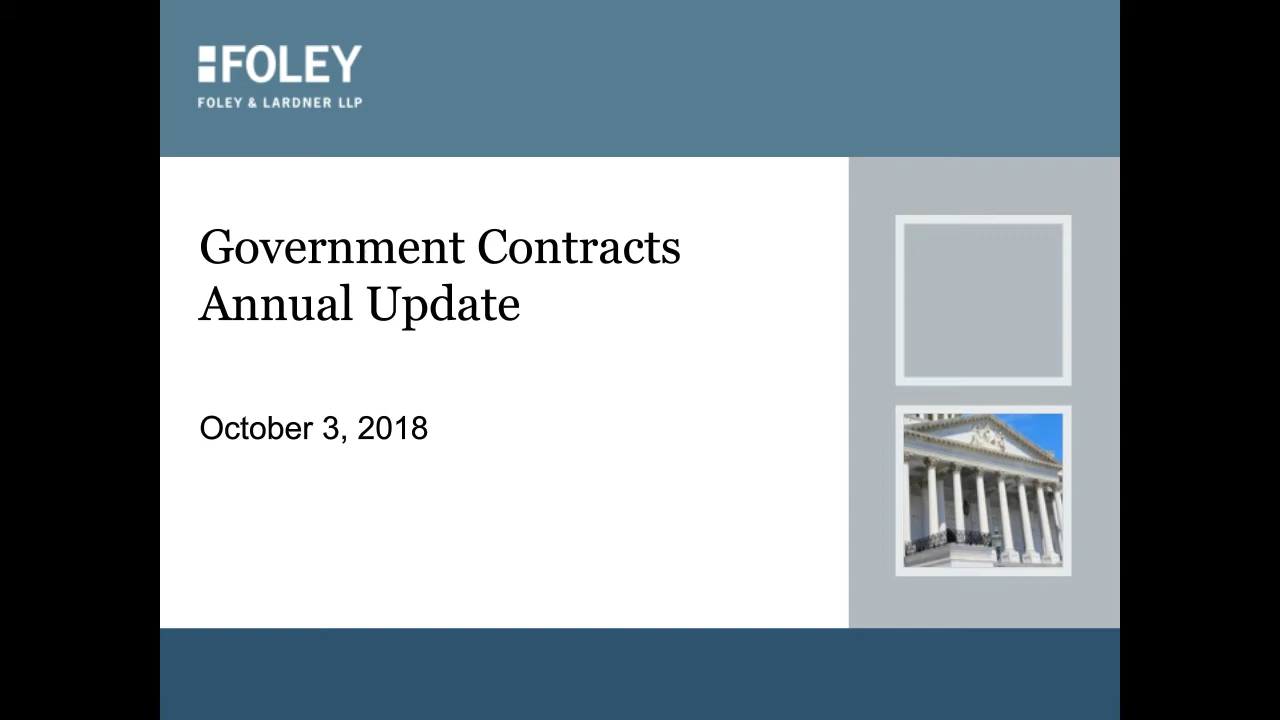 FOLEY
FOLEY & LARDNER LLP
Government Contracts
Annual Update
October 3, 2018